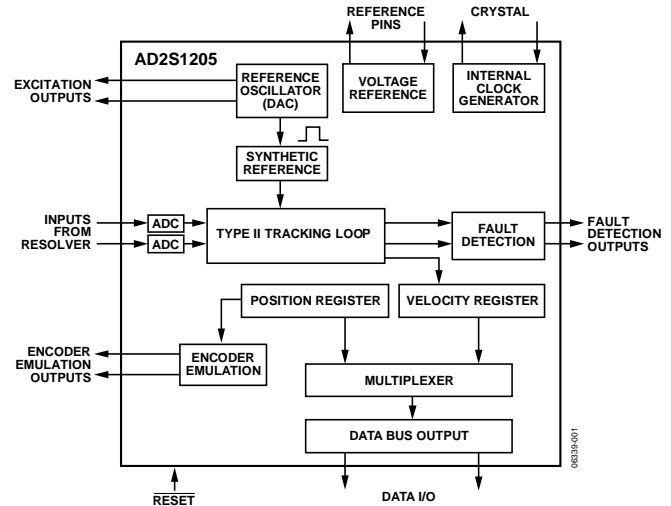 REFERENCE
PINS
CRYSTAL
AD2S1205
EXCITATION
OUTPUTS
REFERENCE
OSCILLATOR
(DAC)
VOLTAGE
REFERENCE
INTERNAL
CLOCK
GENERATOR
SYNTHETIC
REFERENCE
INPUTS
FROM
RESOLVER
ADC
ADC
TYPE II TRACKING LOOP
FAULT
DETECTION
FAULT
DETECTION
OUTPUTS
POSITION REGISTER
VELOCITY REGISTER
ENCODER
EMULATION
OUTPUTS
ENCODER
EMULATION
MULTIPLEXER
DATA BUS OUTPUT
RESET
DATA I/O
06339-001